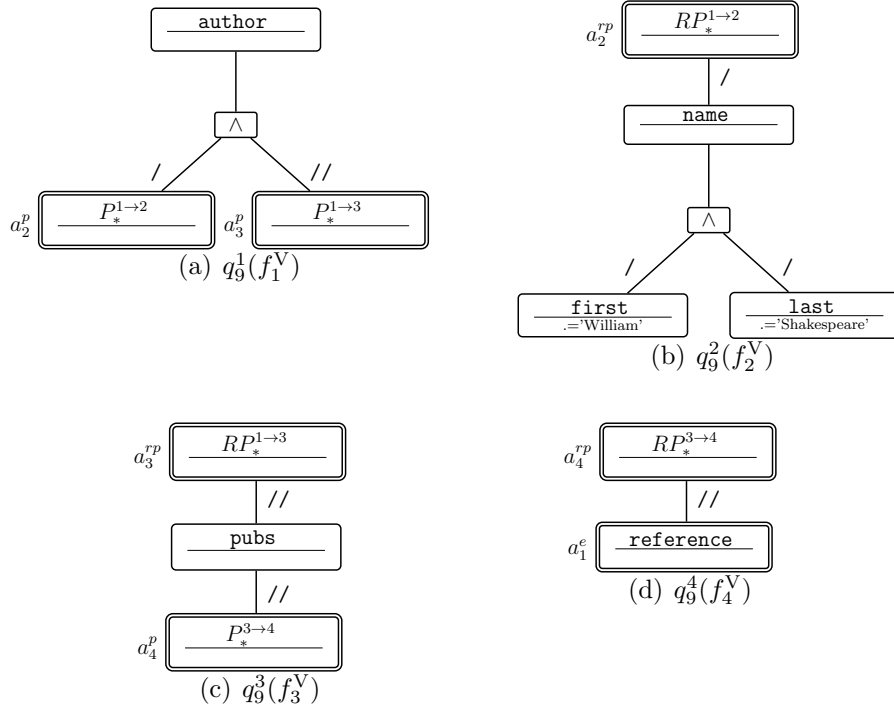 author
∧
/ //
a_2^p P_*^{1→2} a_3^p P_*^{1→3}
(a) q_9^1(f_1^V)
a_2^{rp} RP_*^{1→2}
/
name
∧
/ /
first last
.='William' .='Shakespeare'
(b) q_9^2(f_2^V)
a_3^{rp} RP_*^{1→3}
//
pubs
//
a_4^p P_*^{3→4}
(c) q_9^3(f_3^V)
a_4^{rp} RP_*^{3→4}
//
a_1^e reference
(d) q_9^4(f_4^V)